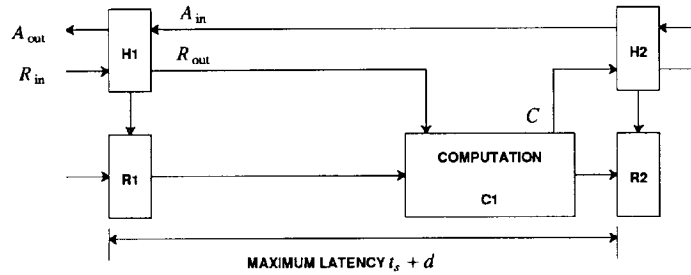 A_in
A_out
H1
H2
R_in
R_out
C
COMPUTATION
R1
C1
R2
MAXIMUM LATENCY t_s + d